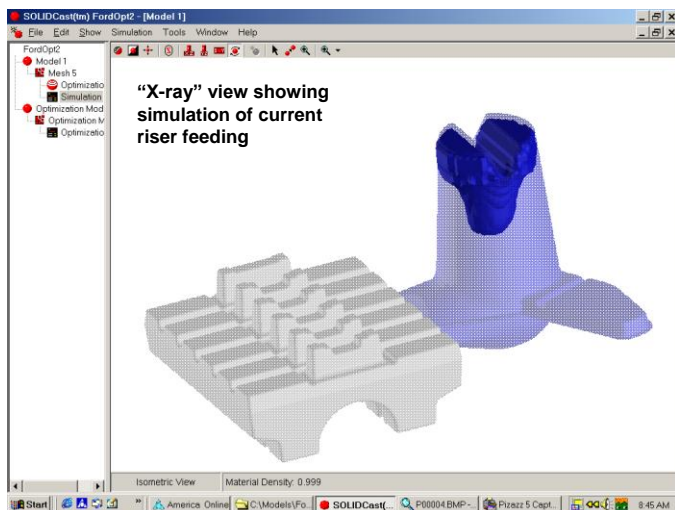 SOLIDCast(tm) FordOpt2 - [Model 1]
File Edit Show Simulation Tools Window Help
FordOpt2
Model 1
Mesh 5
Optimizatio
Simulation
Optimization Mod
Optimization M
Optimizatio
“X-ray” view showing
simulation of current
riser feeding
Isometric View Material Density: 0.999
Start » America Online C:\Models\Fo... SOLIDCast(... P00004.BMP -... Pizazz 5 Capt... 8:45 AM